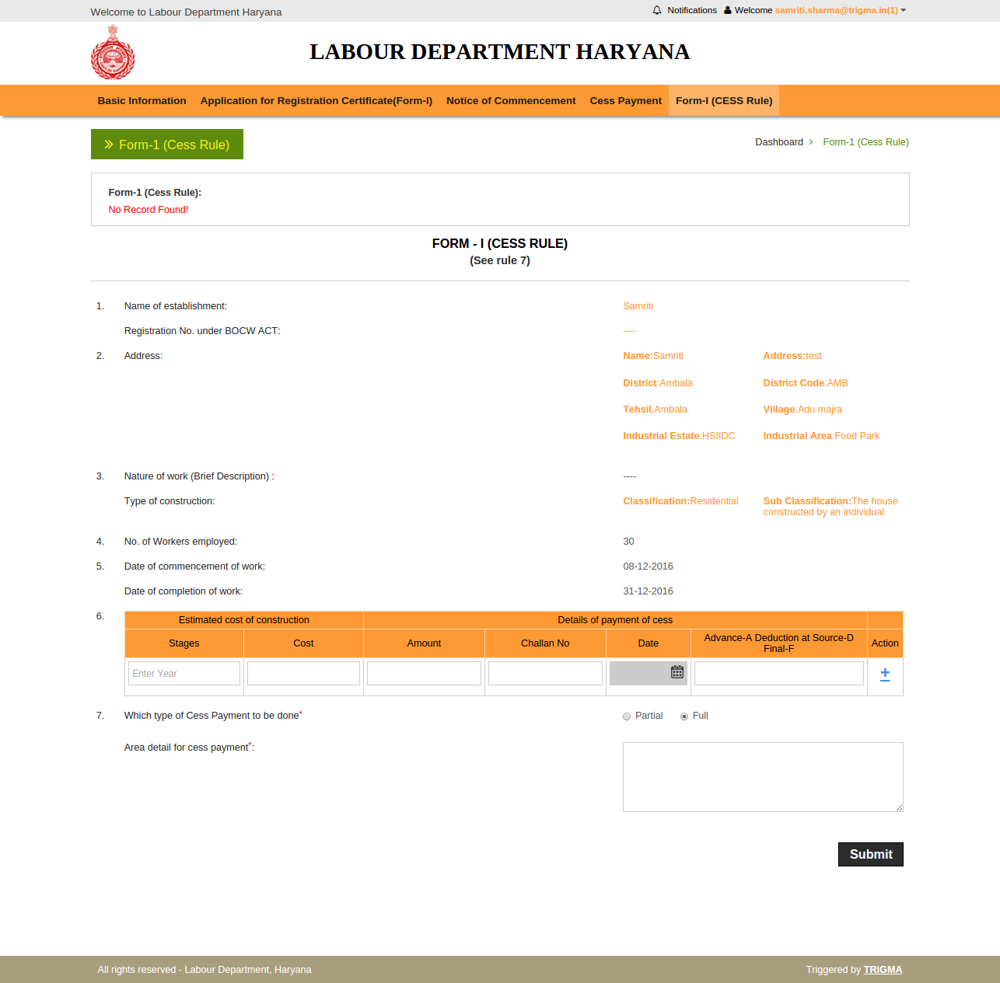 Welcome to Labour Department Haryana
Notifications Welcome samriti.sharma@trigma.in(1)
LABOUR DEPARTMENT HARYANA
Basic Information Application for Registration Certificate(Form-I) Notice of Commencement Cess Payment Form-I (CESS Rule)
Form-1 (Cess Rule)
Dashboard Form-1 (Cess Rule)
Form-1 (Cess Rule):
No Record Found!
FORM - I (CESS RULE)
(See rule 7)
1. Name of establishment: Samriti
Registration No. under BOCW ACT: ----
2. Address: Name:Samriti Address:test
District:Ambala District Code:AMB
Tehsil:Ambala Village:Adu majra
Industrial Estate:HSIIDC Industrial Area:Food Park
3. Nature of work (Brief Description) : ----
Type of construction: Classification:Residential Sub Classification:The house
constructed by an individual
4. No. of Workers employed: 30
5. Date of commencement of work: 08-12-2016
Date of completion of work: 31-12-2016
6. Estimated cost of construction Details of payment of cess
Stages Cost Amount Challan No Date Advance-A Deduction at Source-D
Final-F Action
Enter Year
7. Which type of Cess Payment to be done* Partial Full
Area detail for cess payment*:
Submit
All rights reserved - Labour Department, Haryana Triggered by TRiGMA